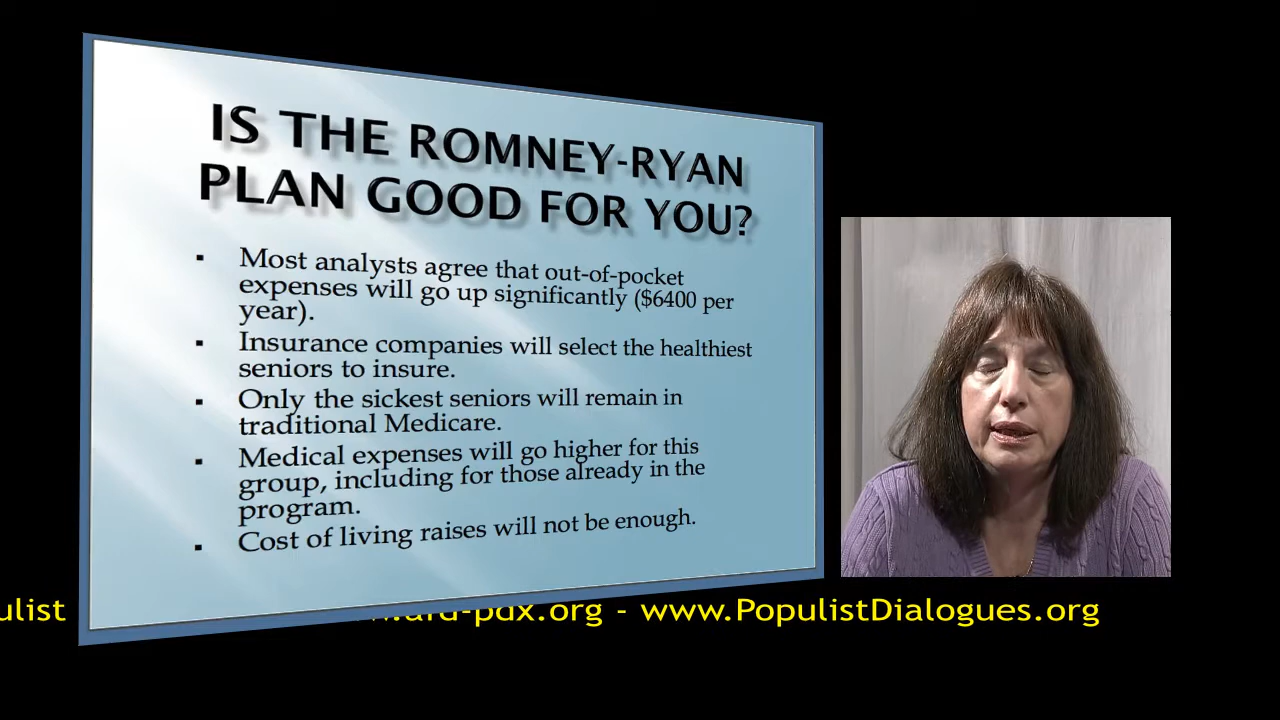 IS THE ROMNEY-RYAN
PLAN GOOD FOR YOU?
▪ Most analysts agree that out-of-pocket
expenses will go up significantly ($6400 per
year).
▪ Insurance companies will select the healthiest
seniors to insure.
▪ Only the sickest seniors will remain in
traditional Medicare.
▪ Medical expenses will go higher for this
group, including for those already in the
program.
▪ Cost of living raises will not be enough.
ulist
-pdx.org - www.PopulistDialogues.org